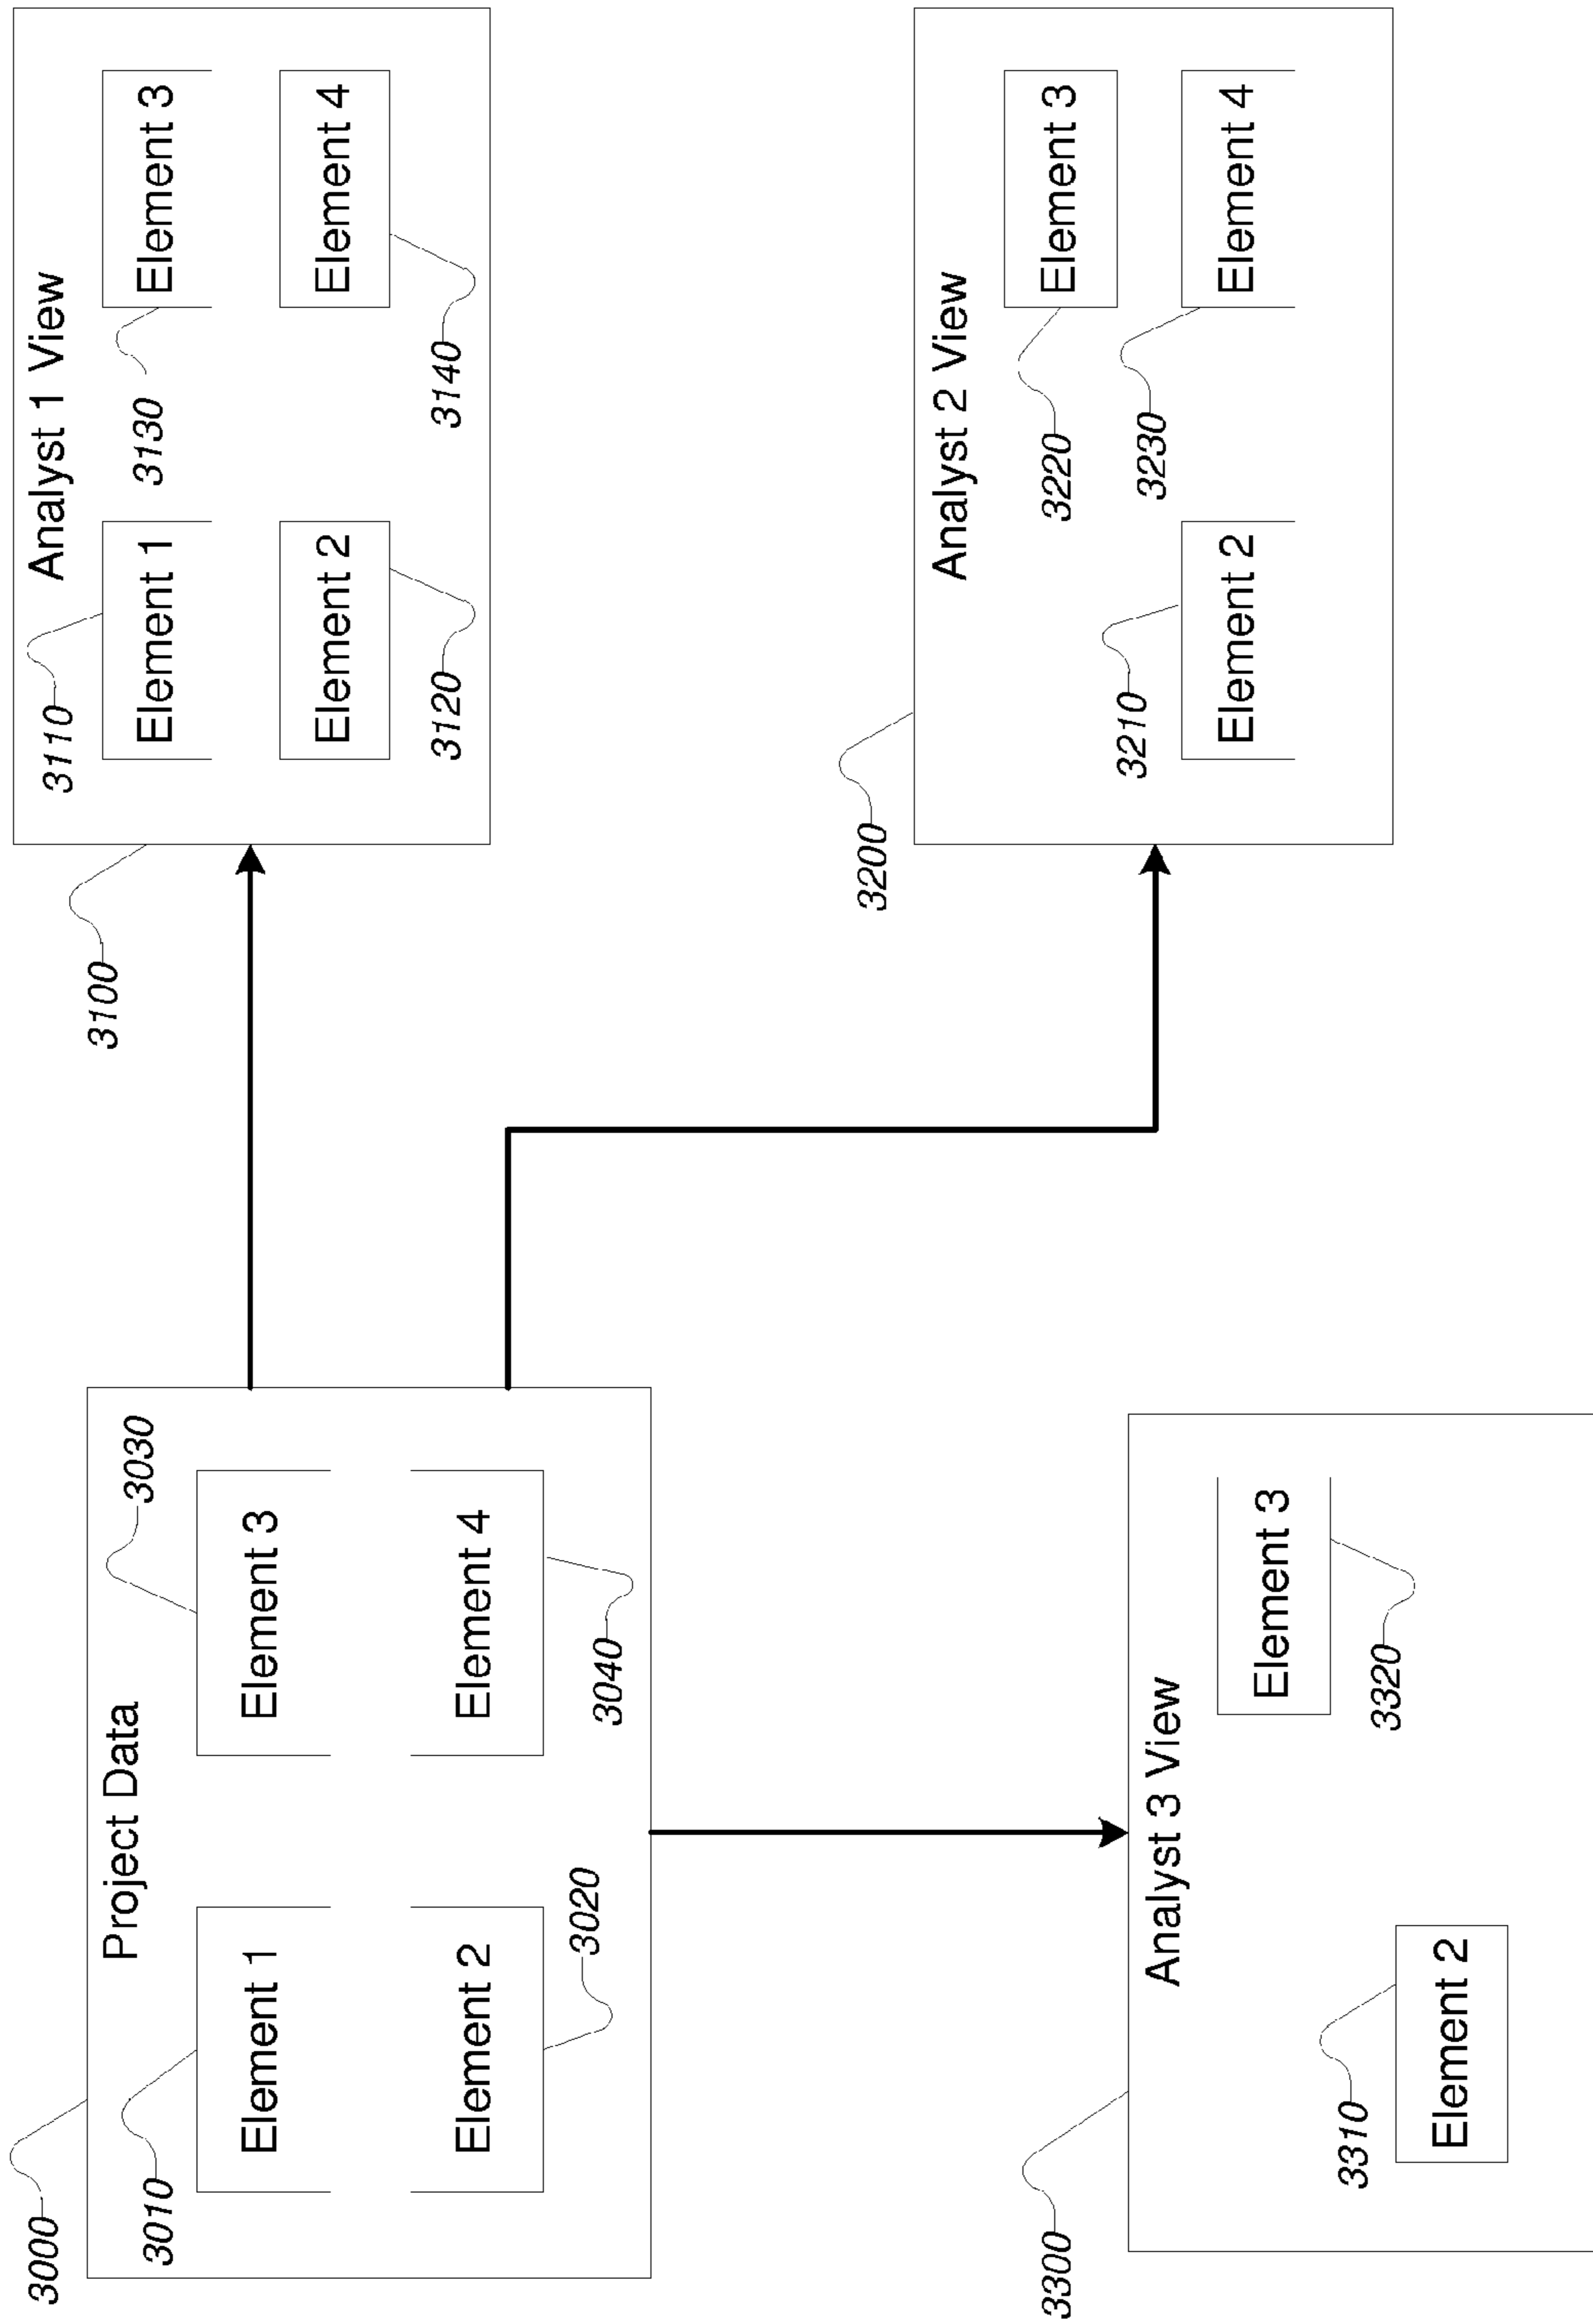 3000
Project Data
3010
Element 1
3030
Element 3
Element 2
3020
Element 4
3040
3100
Analyst 1 View
3110
Element 1
3130
Element 3
Element 2
3120
Element 4
3140
3300
Analyst 3 View
Element 3
3320
3310
Element 2
3200
Analyst 2 View
Element 3
3220
3210
Element 2
3230
Element 4